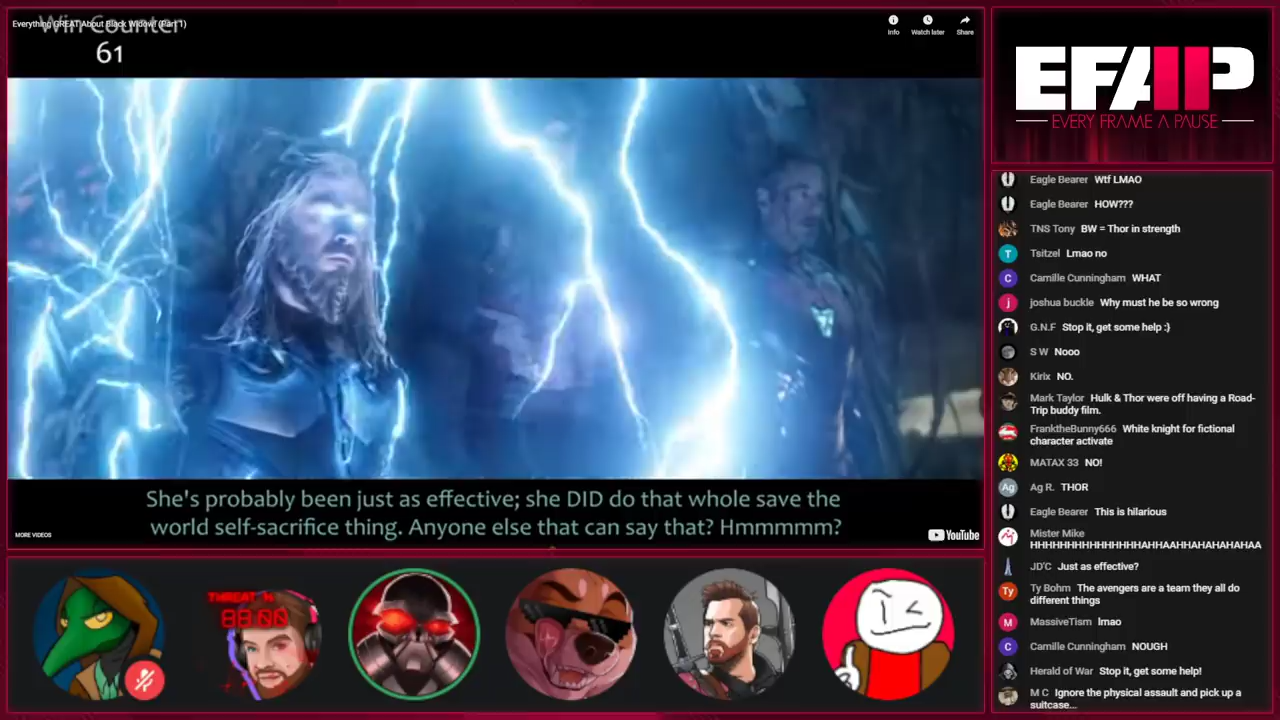 Everything GREAT About Black Widow! (Part 1)
Win Counter
61
Info
Watch later
Share
She's probably been just as effective; she DID do that whole save the
world self-sacrifice thing. Anyone else that can say that? Hmmmmm?
MORE VIDEOS
YouTube
THREAT
88:00
EFAP
EVERY FRAME A PAUSE
Eagle Bearer Wtf LMAO
Eagle Bearer HOW???
TNS Tony BW = Thor in strength
T
Tsitzel Lmao no
C
Camille Cunningham WHAT
j
joshua buckle Why must he be so wrong
G.N.F Stop it, get some help :}
S W Nooo
Kirix NO.
Mark Taylor Hulk & Thor were off having a Road-
Trip buddy film.
FranktheBunny666 White knight for fictional
character activate
MATAX 33 NO!
Ag
Ag R. THOR
Eagle Bearer This is hilarious
Mister Mike
HHHHHHHHHHHHHHHAHHAAHHAHAHAHAHAA
JD'C Just as effective?
Ty
Ty Bohm The avengers are a team they all do
different things
M
MassiveTism lmao
C
Camille Cunningham NOUGH
Herald of War Stop it, get some help!
M C Ignore the physical assault and pick up a
suitcase...